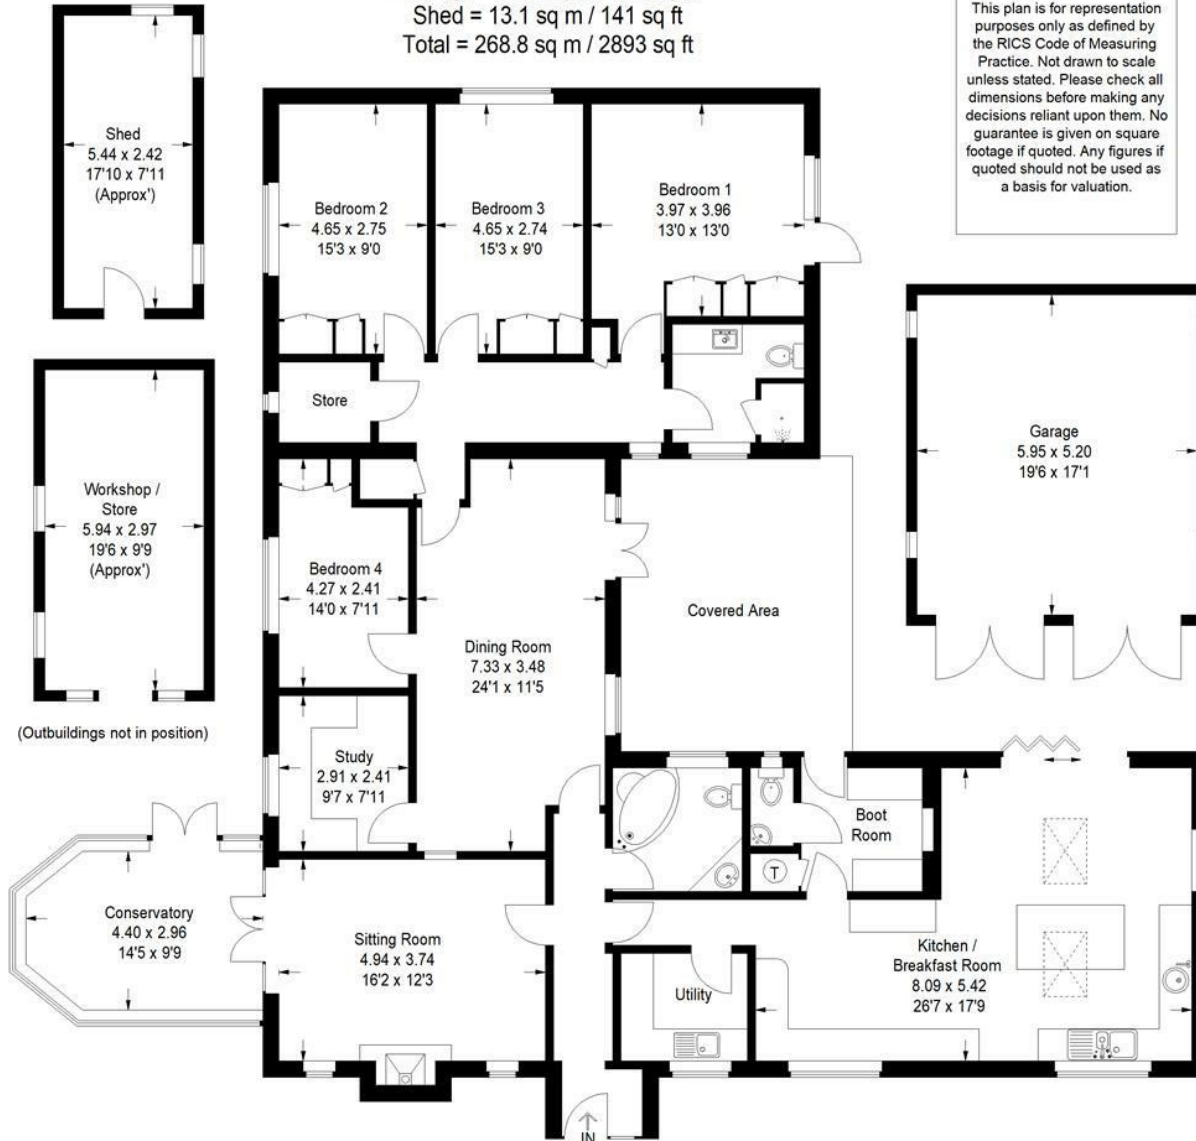 Shed = 13.1 sq m / 141 sq ft
Total = 268.8 sq m / 2893 sq ft
This plan is for representation
purposes only as defined by
the RICS Code of Measuring
Practice. Not drawn to scale
unless stated. Please check all
dimensions before making any
decisions reliant upon them. No
guarantee is given on square
footage if quoted. Any figures if
quoted should not be used as
a basis for valuation.
Shed
5.44 x 2.42
17'10 x 7'11
(Approx')
Bedroom 2
4.65 x 2.75
15'3 x 9'0
Bedroom 3
4.65 x 2.74
15'3 x 9'0
Bedroom 1
3.97 x 3.96
13'0 x 13'0
Store
Garage
5.95 x 5.20
19'6 x 17'1
Workshop /
Store
5.94 x 2.97
19'6 x 9'9
(Approx')
Bedroom 4
4.27 x 2.41
14'0 x 7'11
Covered Area
Dining Room
7.33 x 3.48
24'1 x 11'5
(Outbuildings not in position)
Study
2.91 x 2.41
9'7 x 7'11
Boot
Room
T
Conservatory
4.40 x 2.96
14'5 x 9'9
Sitting Room
4.94 x 3.74
16'2 x 12'3
Kitchen /
Breakfast Room
8.09 x 5.42
26'7 x 17'9
Utility
IN